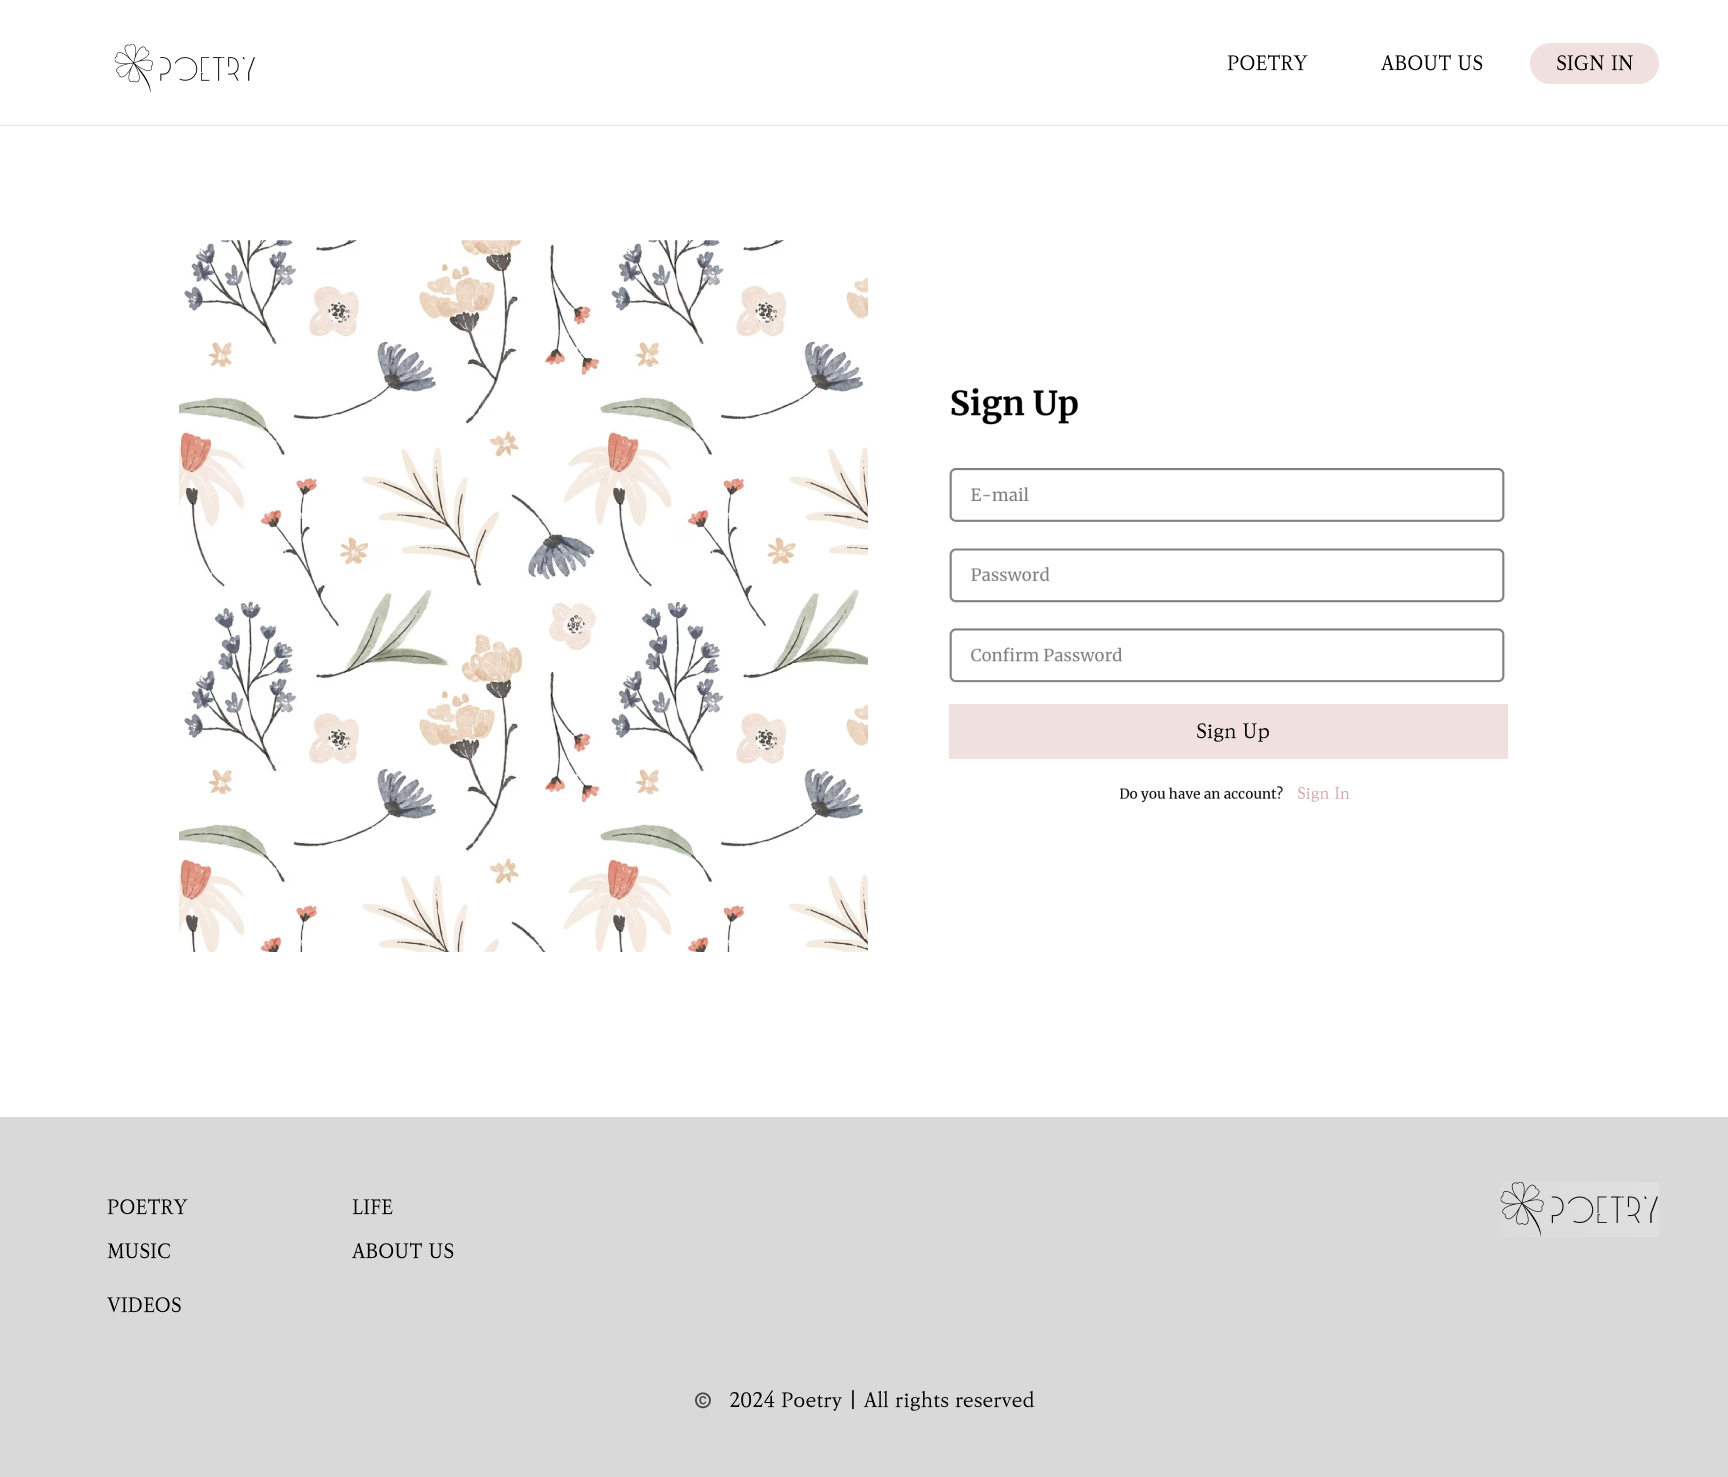 POETRY
POETRY
ABOUT US
SIGN IN
Sign Up
E-mail
Password
Confirm Password
Sign Up
Do you have an account? Sign In
POETRY
LIFE
POETRY
MUSIC
ABOUT US
VIDEOS
© 2024 Poetry | All rights reserved